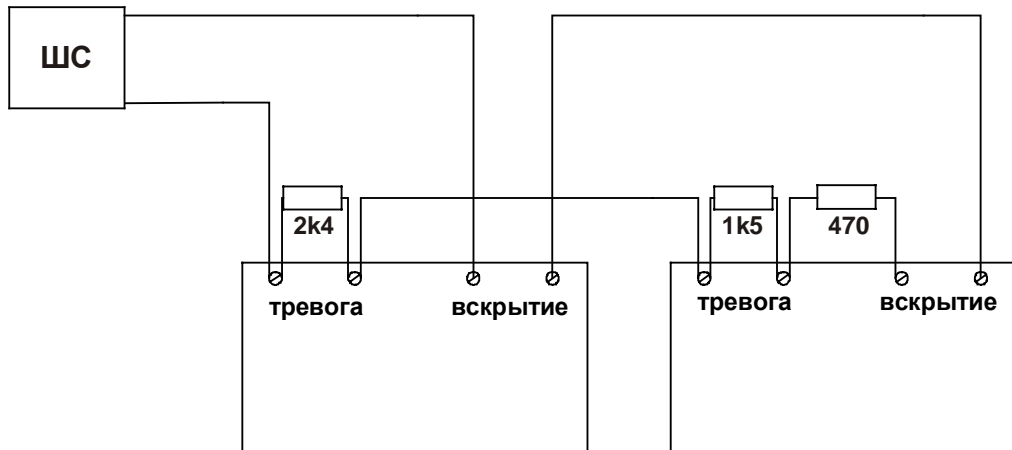 ШС
2k4
1k5
470
тревога
вскрытие
тревога
вскрытие